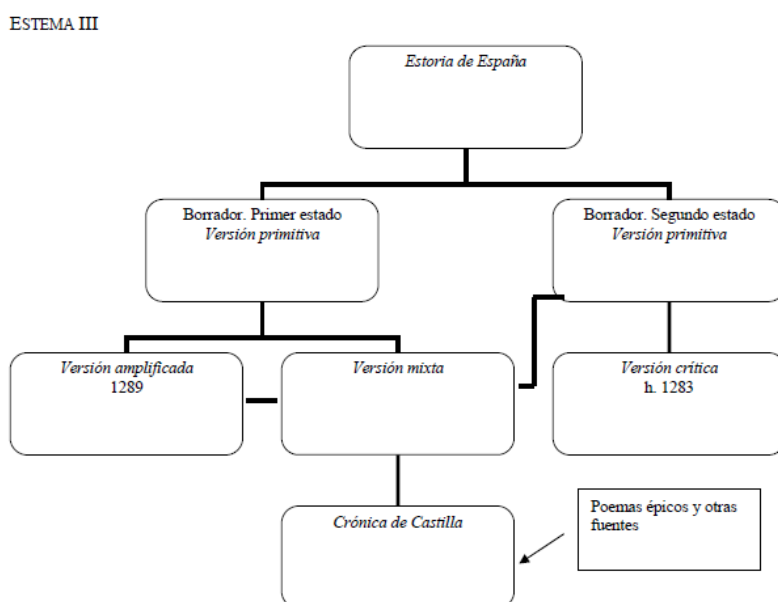 ESTEMA III
Estoria de España
Borrador. Primer estado
Versión primitiva
Borrador. Segundo estado
Versión primitiva
Versión amplificada
1289
Versión mixta
Versión crítica
h. 1283
Crónica de Castilla
Poemas épicos y otras
fuentes